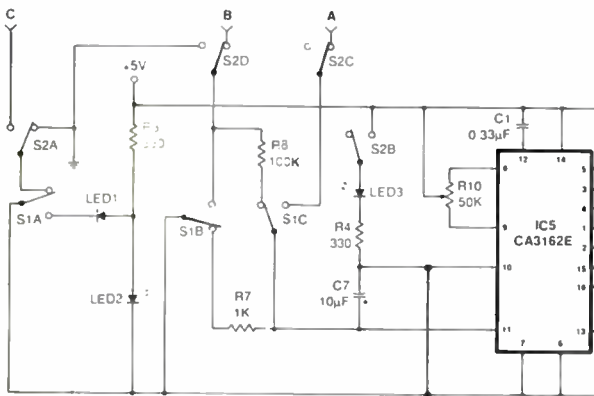 C
B
A
S2D
S2C
+5V
S2A
S2B
C1
0.33µF
12
14
R8
100K
LED1
LED3
S1A
S1B
S1C
R4
330
R10
50K
IC5
CA3162E
5
3
4
1
2
15
16
13
9
10
11
7
LED2
C7
10µF
R7
1K